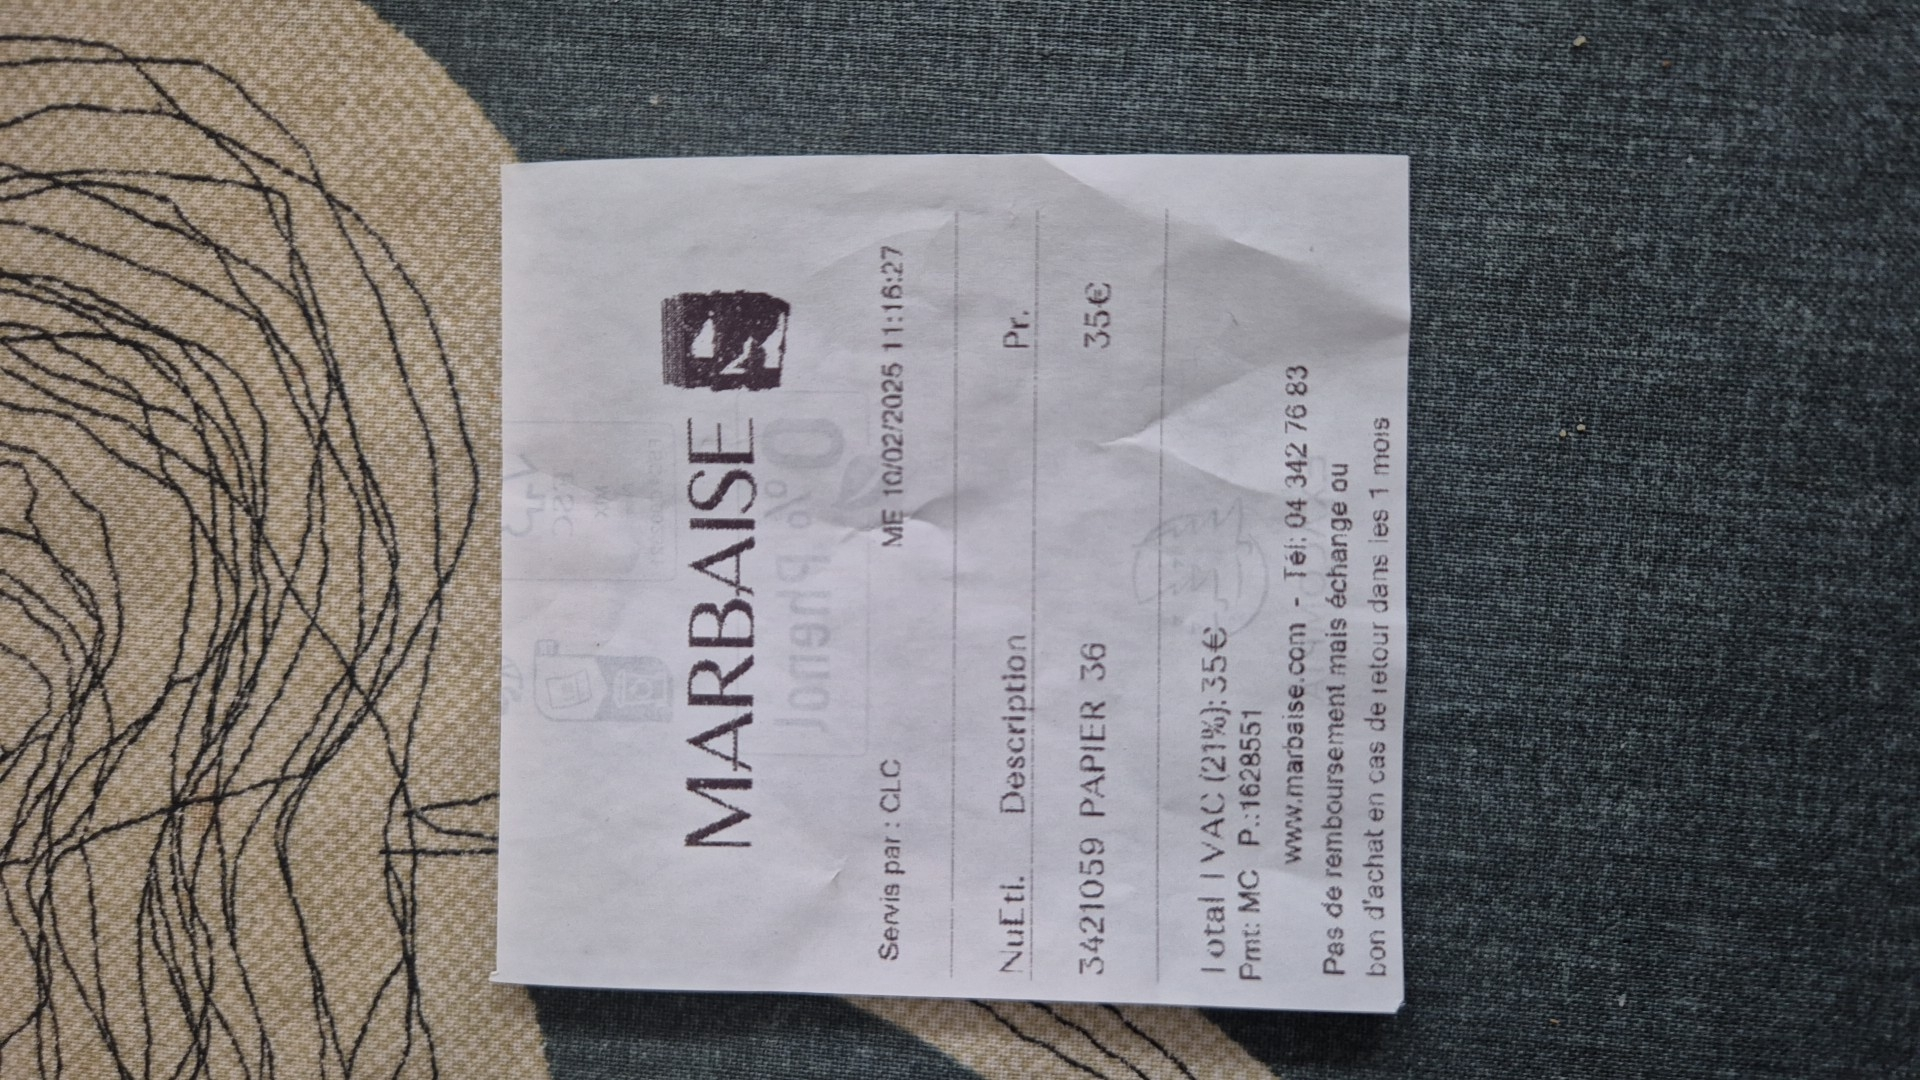 MARBAISE
Servis par : CLC ME 10/02/2025 11:16:27
NuEti. Description Pr.
3421059 PAPIER 36 35€
Total TVAC (21%): 35€
Pmt: MC P.:1628551
www.marbaise.com - Tél: 04 342 76 83
Pas de remboursement mais échange ou
bon d'achat en cas de retour dans les 1 mois
0% Phenol